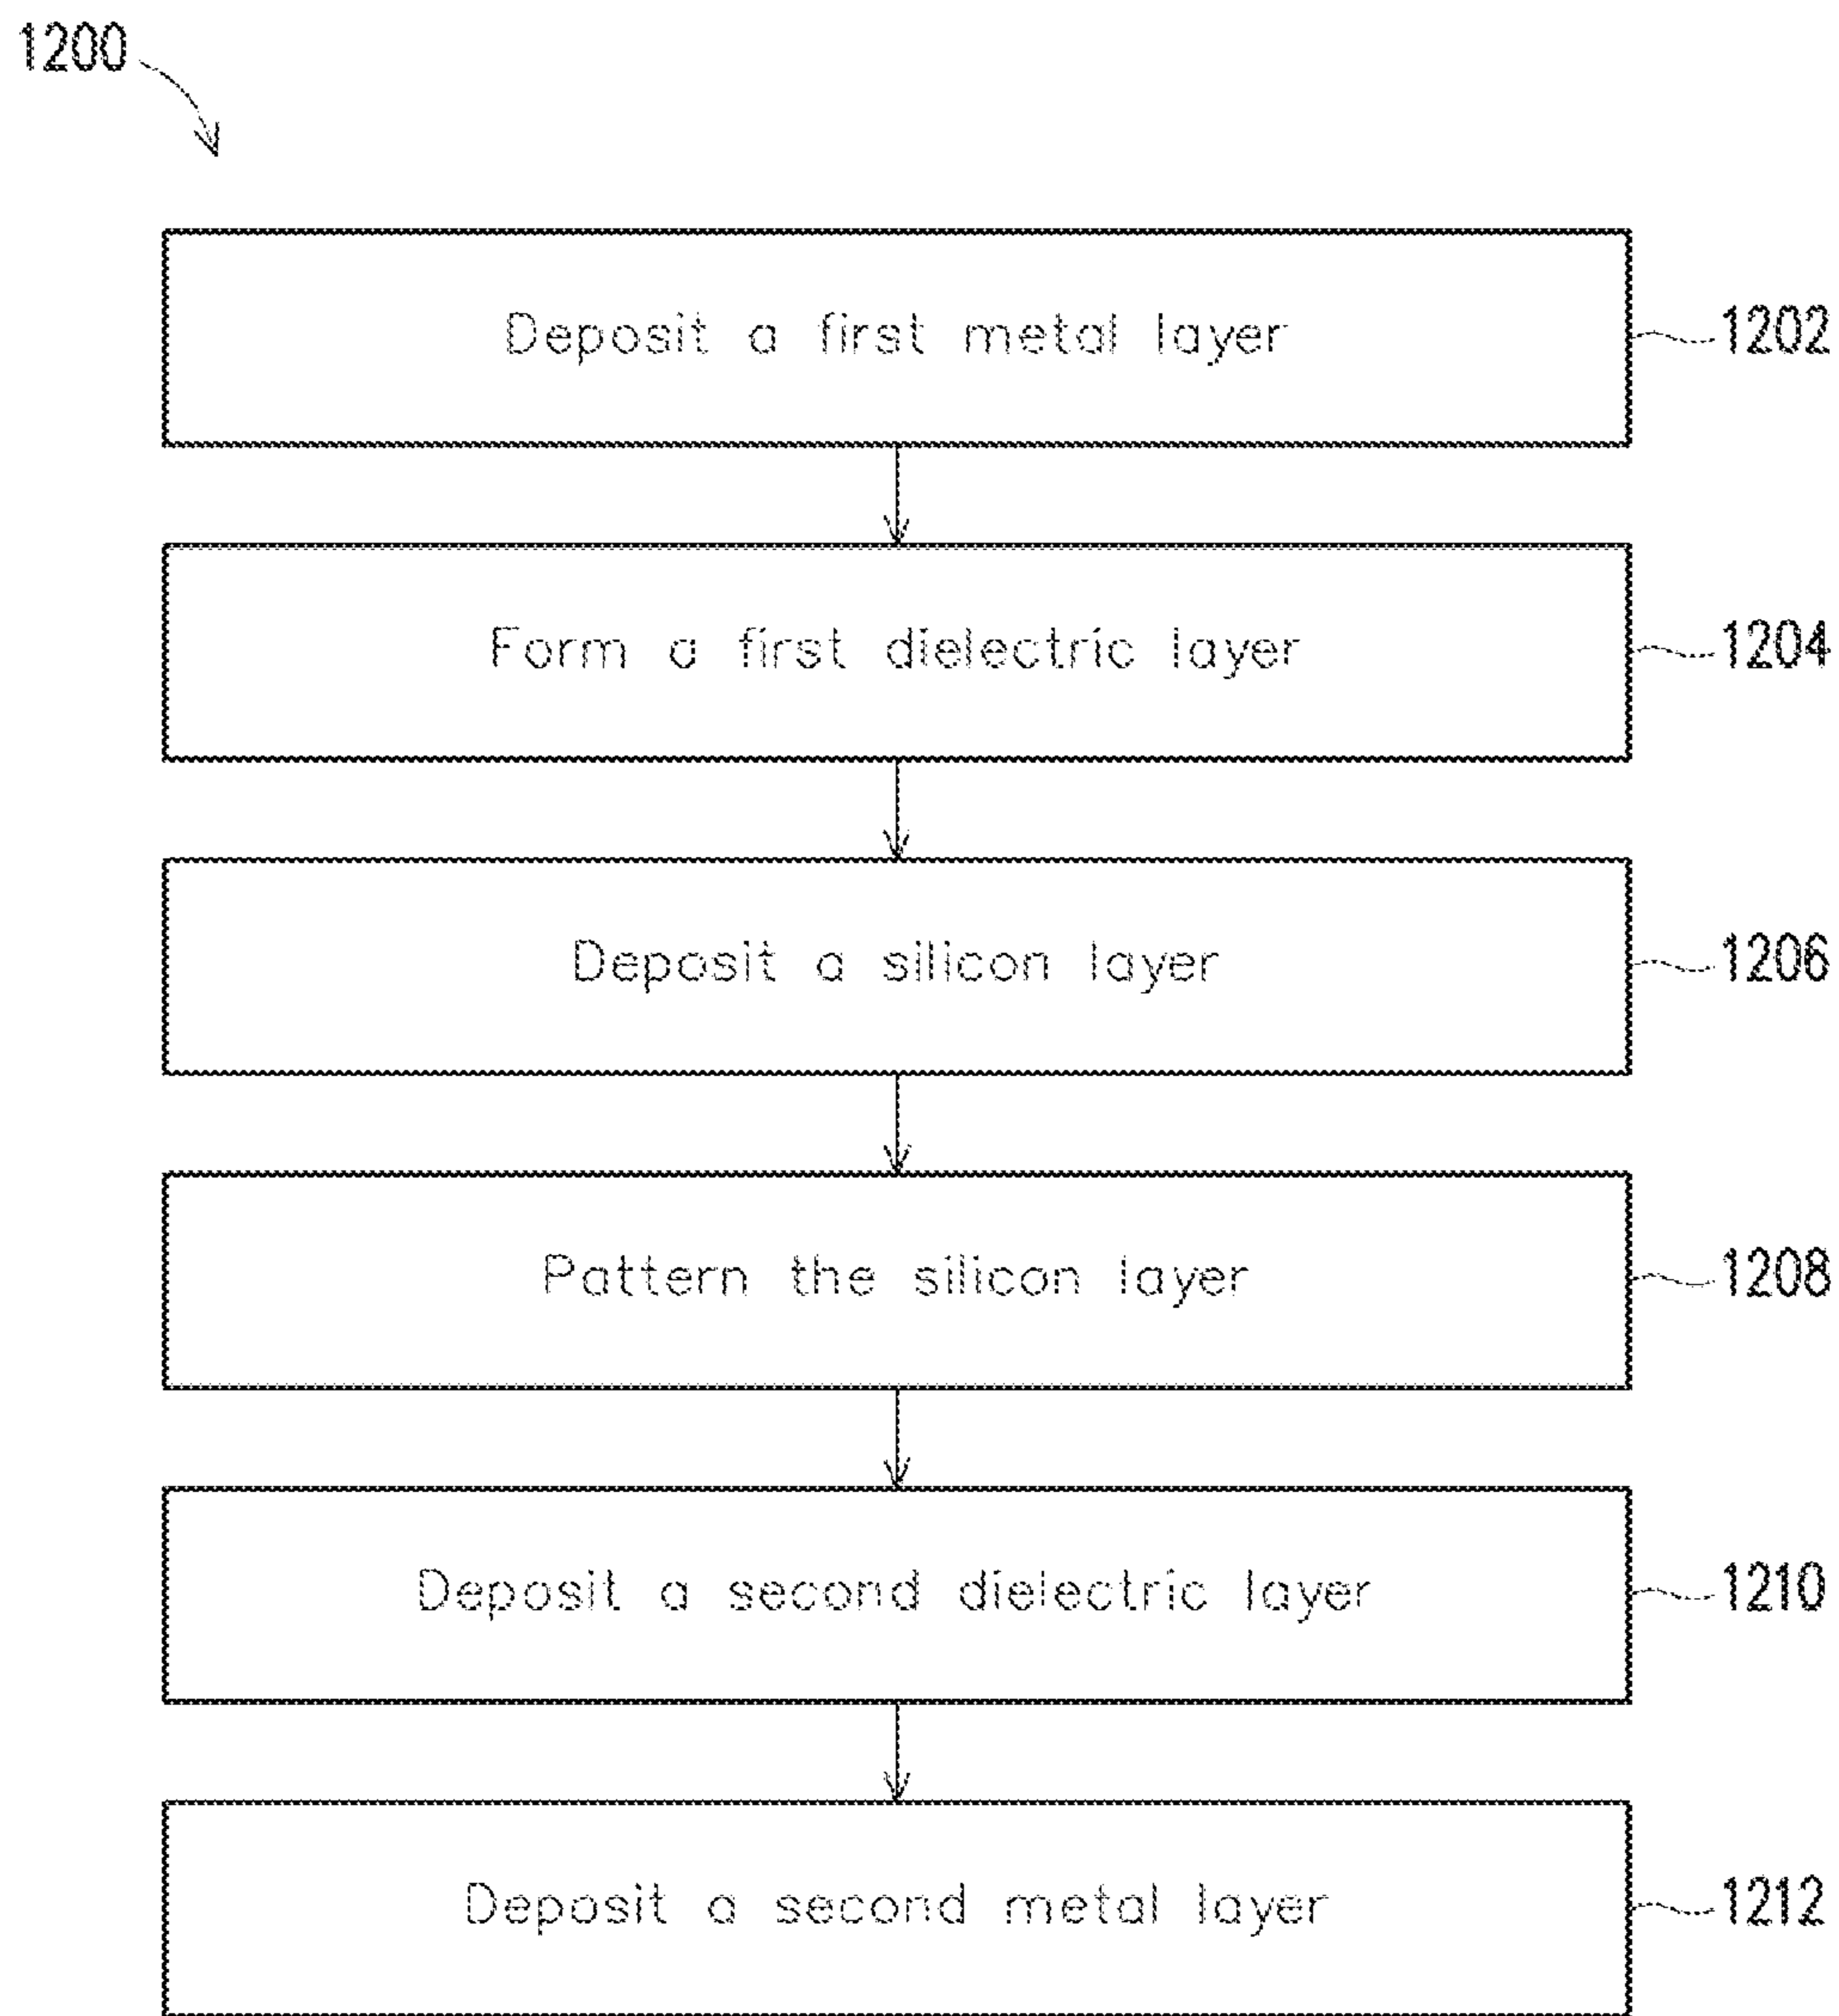 1200
Deposit a first metal layer 1202
Form a first dielectric layer 1204
Deposit a silicon layer 1206
Pattern the silicon layer 1208
Deposit a second dielectric layer 1210
Deposit a second metal layer 1212